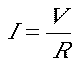 I = V / R